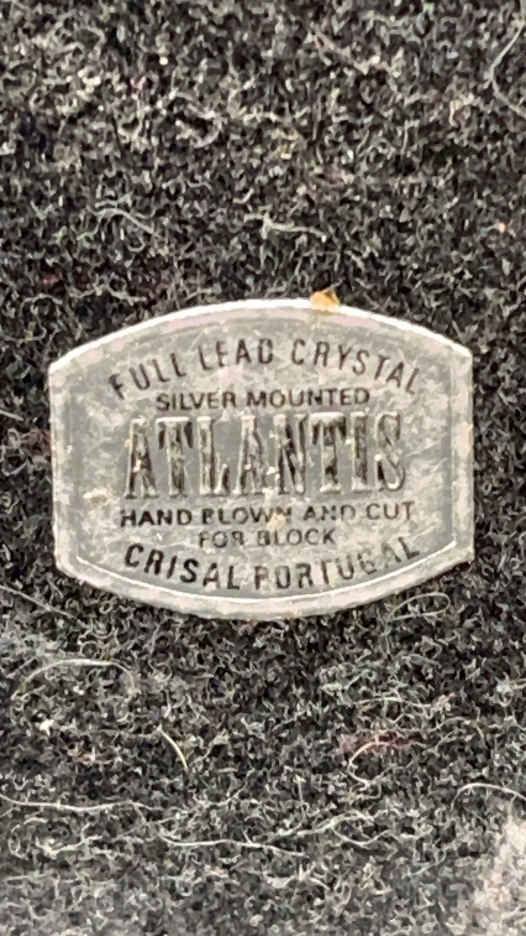 FULL LEAD CRYSTAL
SILVER MOUNTED
ATLANTIS
HAND BLOWN AND CUT
FOR BLOCK
CRISAL PORTUGAL